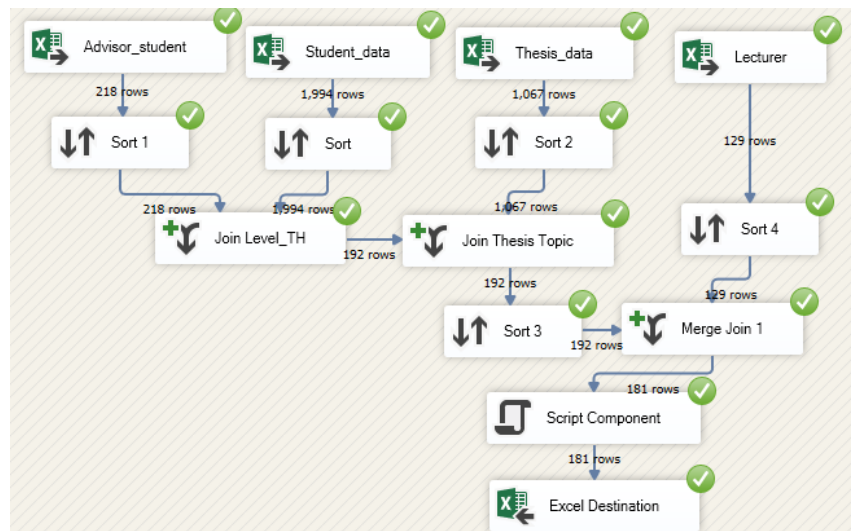 Advisor_student
Student_data
Thesis_data
Lecturer
218 rows
1,994 rows
1,067 rows
129 rows
Sort 1
Sort
Sort 2
218 rows
1,994 rows
1,067 rows
Sort 4
Join Level_TH
192 rows
Join Thesis Topic
192 rows
129 rows
Sort 3
192 rows
Merge Join 1
181 rows
Script Component
181 rows
Excel Destination